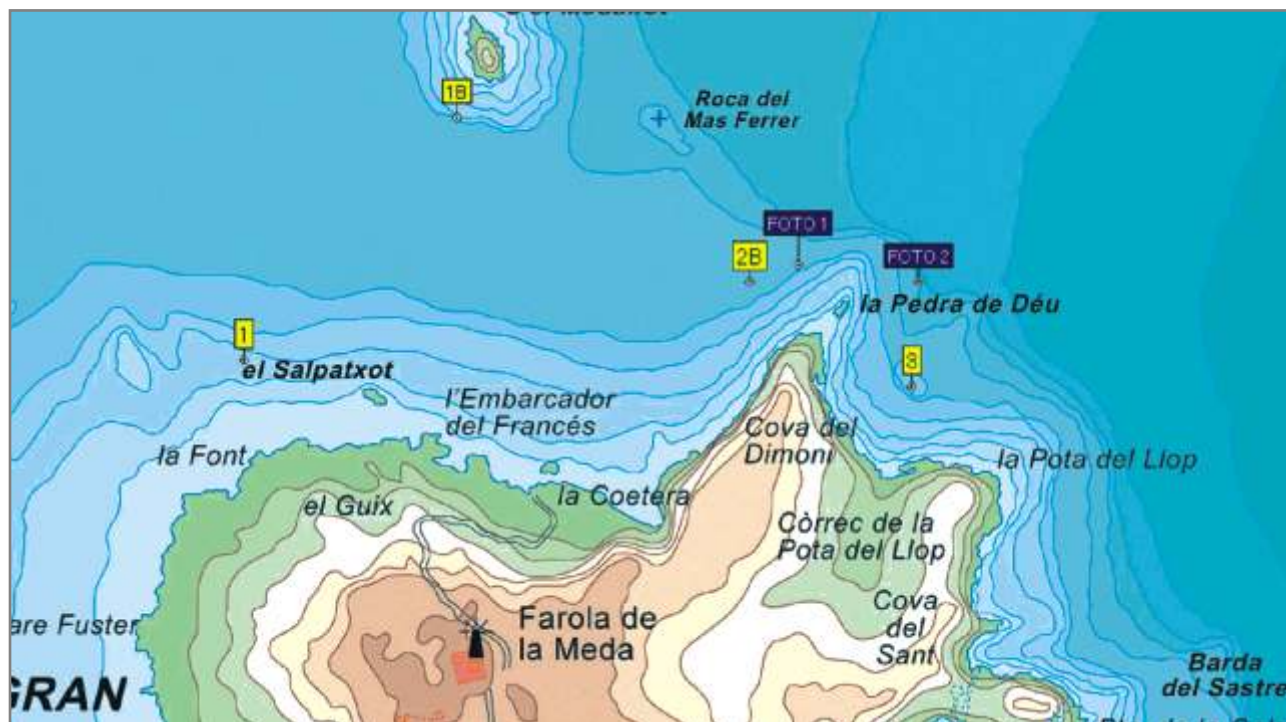 1B
Roca del
Mas Ferrer
FOTO 1
2B
FOTO 2
la Pedra de Déu
1
el Salpatxot
3
l'Embarcador
del Francés
Cova del
Dimoni
la Font
la Pota del Llop
el Guix
la Coetera
Còrrec de la
Pota del Llop
Farola de
la Meda
Cova
del
Sant
are Fuster
GRAN
Barda
del Sastre